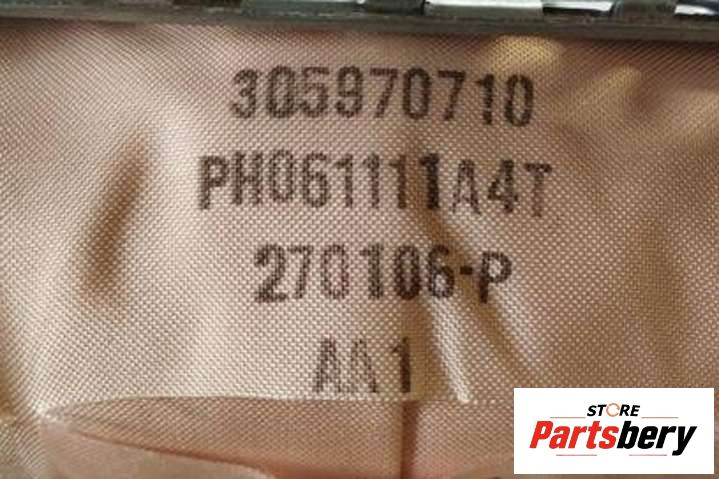 305970710
PH061111A4T
270106-P
AA1
STORE
Partsbery